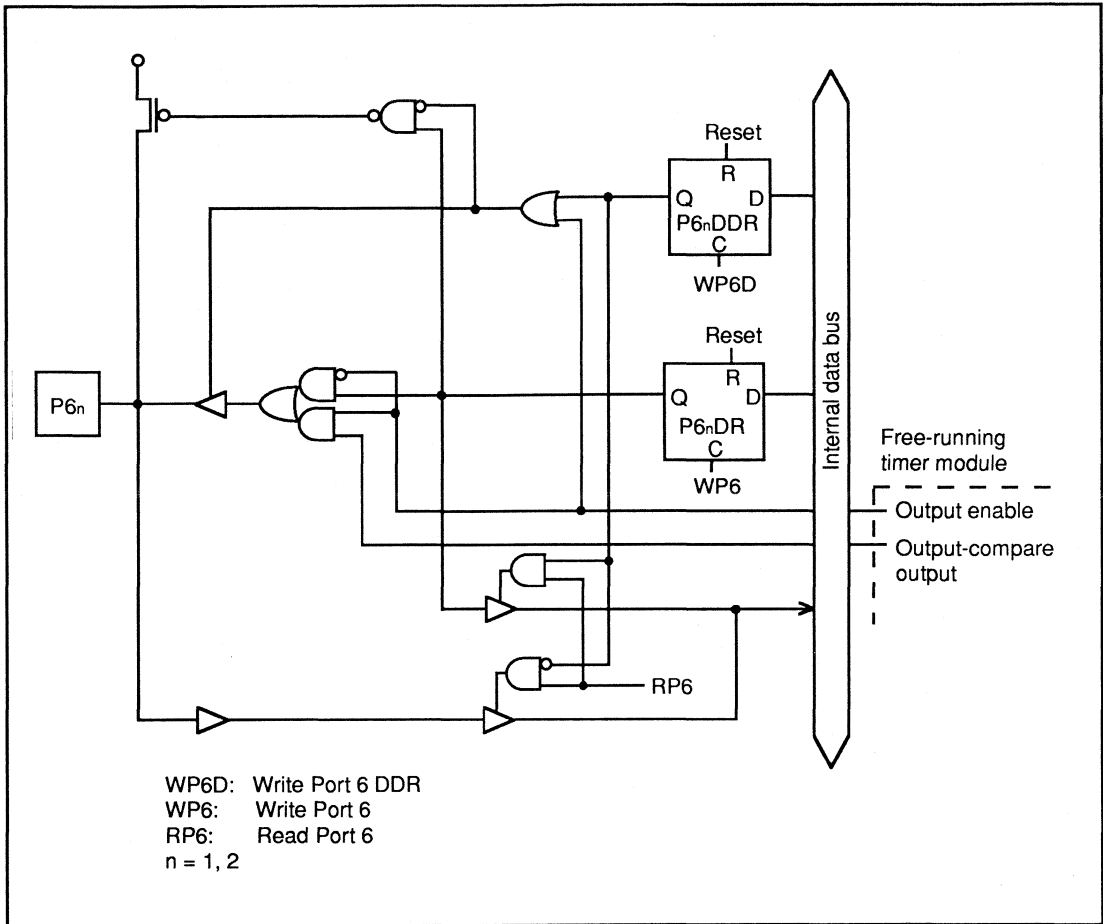 Reset
R
Q D
P6nDDR
C
WP6D
Reset
R
Q D
P6nDR
C
WP6
P6n
Internal data bus
Free-running
timer module
Output enable
Output-compare
output
RP6
WP6D: Write Port 6 DDR
WP6: Write Port 6
RP6: Read Port 6
n = 1, 2